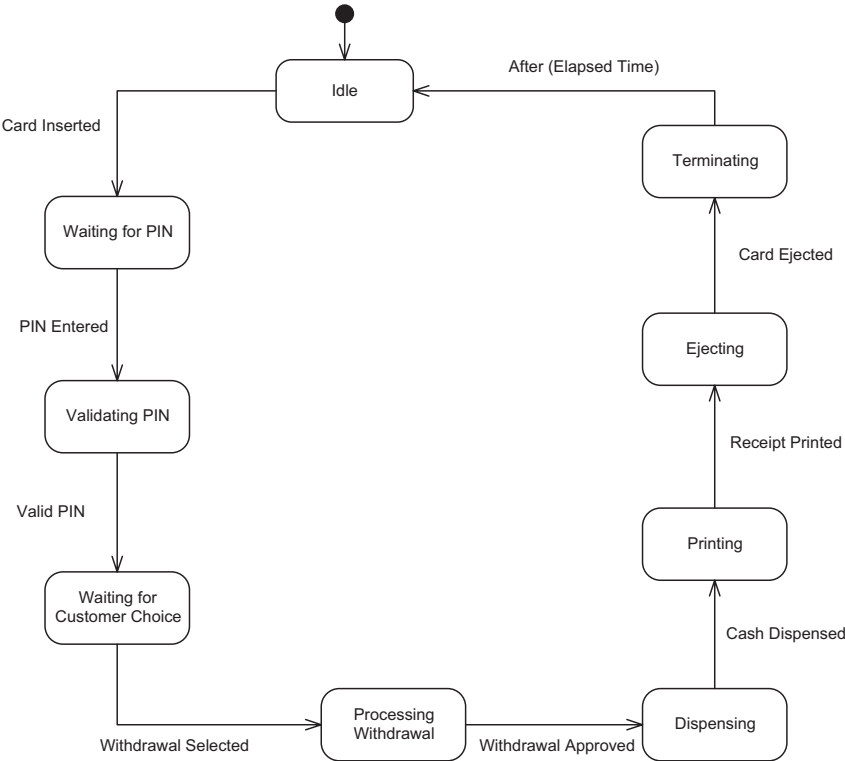 Idle
After (Elapsed Time)
Card Inserted
Terminating
Waiting for PIN
Card Ejected
PIN Entered
Ejecting
Validating PIN
Receipt Printed
Valid PIN
Printing
Waiting for
Customer Choice
Cash Dispensed
Processing
Withdrawal
Dispensing
Withdrawal Selected
Withdrawal Approved